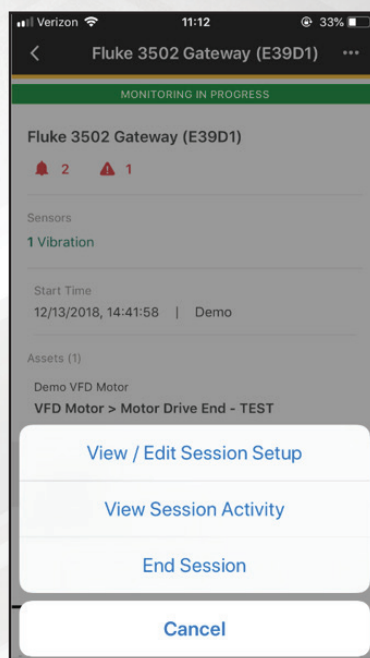 Verizon 11:12 33%
Fluke 3502 Gateway (E39D1)
MONITORING IN PROGRESS
Fluke 3502 Gateway (E39D1)
2 1
Sensors
1 Vibration
Start Time
12/13/2018, 14:41:58 | Demo
Assets (1)
Demo VFD Motor
VFD Motor > Motor Drive End - TEST
View / Edit Session Setup
View Session Activity
End Session
Cancel